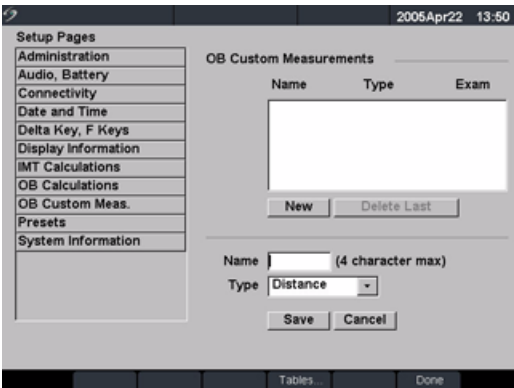 2005Apr22 13:50
Setup Pages
Administration
Audio, Battery
Connectivity
Date and Time
Delta Key, F Keys
Display Information
IMT Calculations
OB Calculations
OB Custom Meas.
Presets
System Information
OB Custom Measurements
Name Type Exam
New Delete Last
Name (4 character max)
Type Distance
Save Cancel
Tables... Done